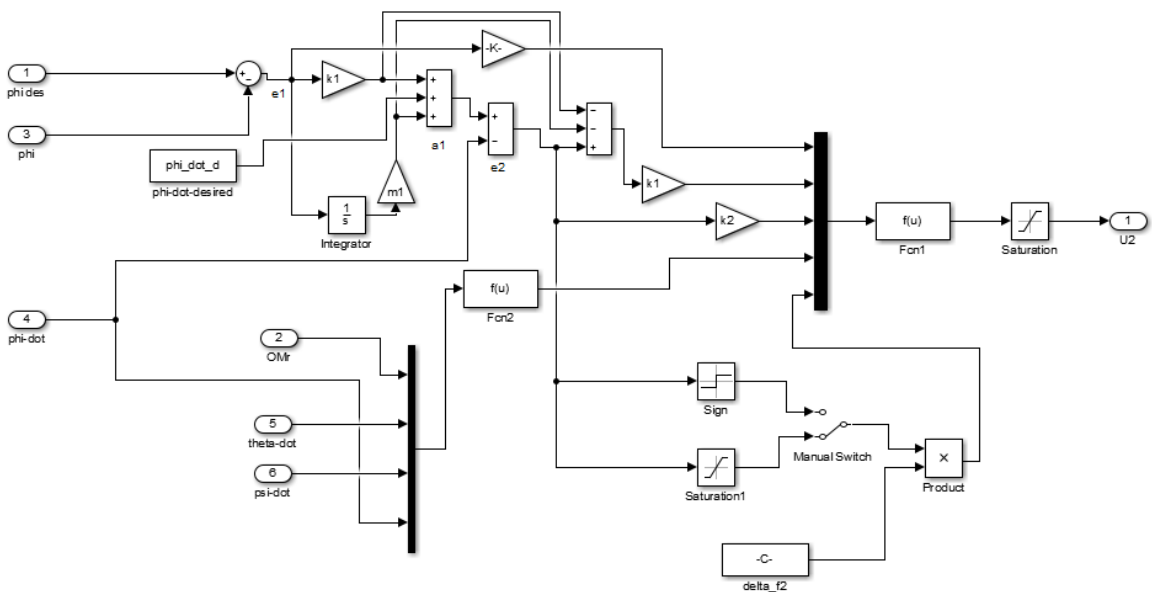 -K-
1
phi des
+
−
e1
k1
+
+
+
a1
+
−
e2
−
−
+
3
phi
phi_dot_d
phi-dot-desired
m1
1
s
Integrator
k1
k2
f(u)
Fcn1
Saturation
1
U2
f(u)
Fcn2
4
phi-dot
2
OMr
5
theta-dot
6
psi-dot
Sign
Manual Switch
Saturation1
×
Product
-C-
delta_f2